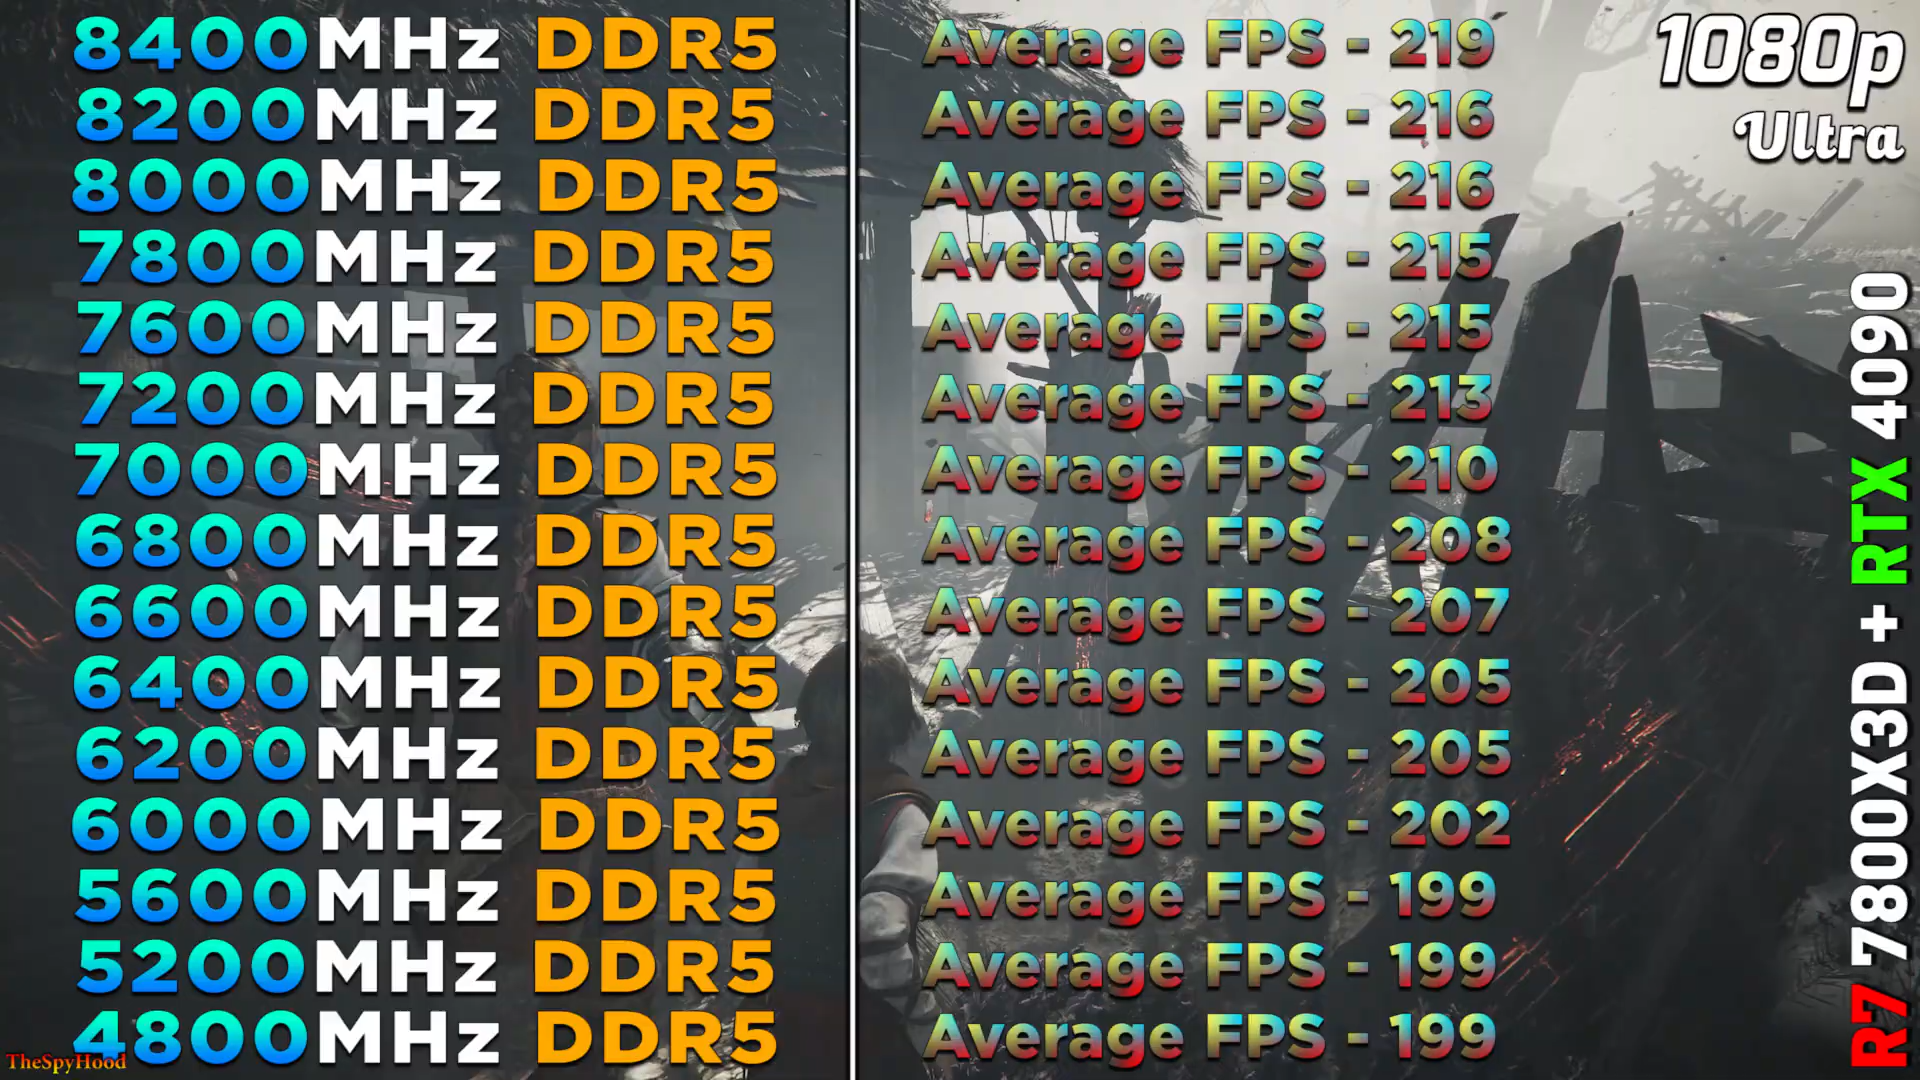 8400MHz DDR5 Average FPS - 219
8200MHz DDR5 Average FPS - 216
8000MHz DDR5 Average FPS - 216
7800MHz DDR5 Average FPS - 215
7600MHz DDR5 Average FPS - 215
7200MHz DDR5 Average FPS - 213
7000MHz DDR5 Average FPS - 210
6800MHz DDR5 Average FPS - 208
6600MHz DDR5 Average FPS - 207
6400MHz DDR5 Average FPS - 205
6200MHz DDR5 Average FPS - 205
6000MHz DDR5 Average FPS - 202
5600MHz DDR5 Average FPS - 199
5200MHz DDR5 Average FPS - 199
4800MHz DDR5 Average FPS - 199
1080p
Ultra
R7 7800X3D + RTX 4090
TheSpyHood